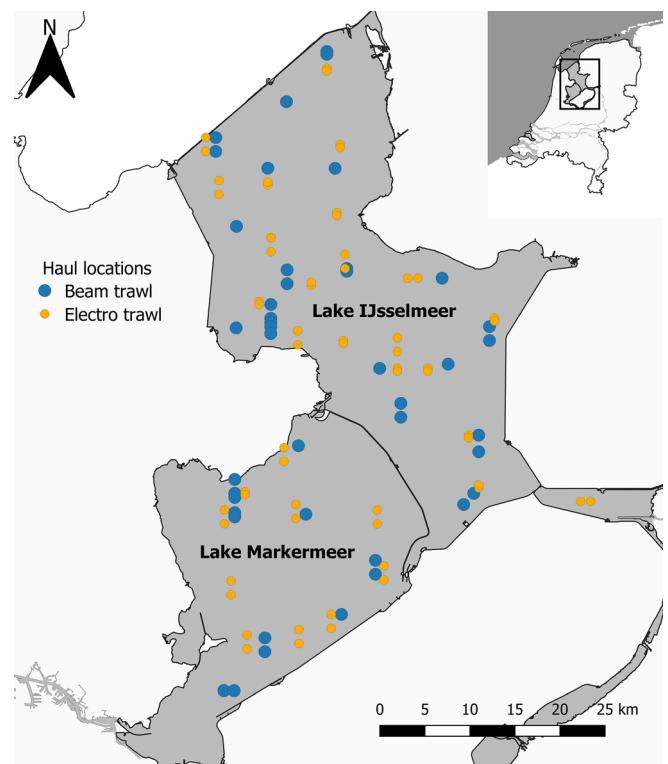 N
Haul locations
Beam trawl
Electro trawl
Lake IJsselmeer
Lake Markermeer
0 5 10 15 20 25 km